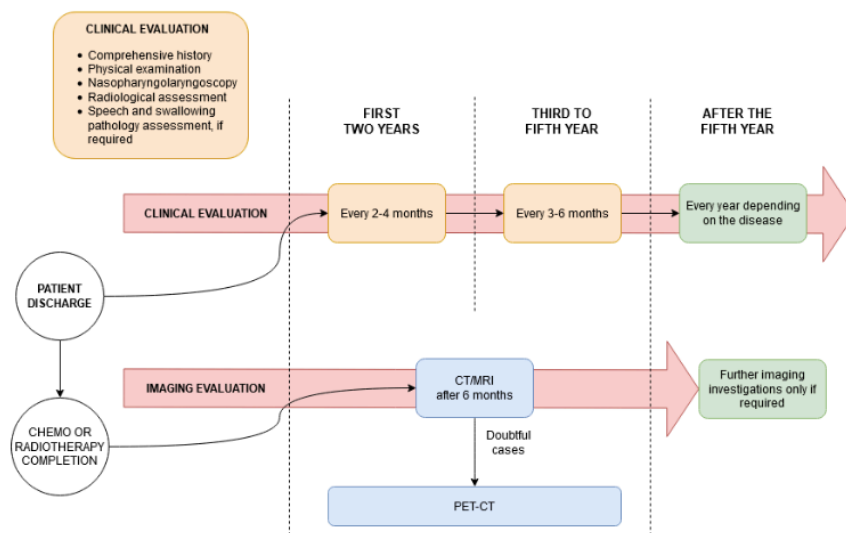 CLINICAL EVALUATION
• Comprehensive history
• Physical examination
• Nasopharyngolaryngoscopy
• Radiological assessment
• Speech and swallowing
pathology assessment, if
required
FIRST
TWO YEARS
THIRD TO
FIFTH YEAR
AFTER THE
FIFTH YEAR
CLINICAL EVALUATION
Every 2-4 months
Every 3-6 months
Every year depending
on the disease
PATIENT
DISCHARGE
IMAGING EVALUATION
CT/MRI
after 6 months
Further imaging
investigations only if
required
CHEMO OR
RADIOTHERAPY
COMPLETION
Doubtful
cases
PET-CT